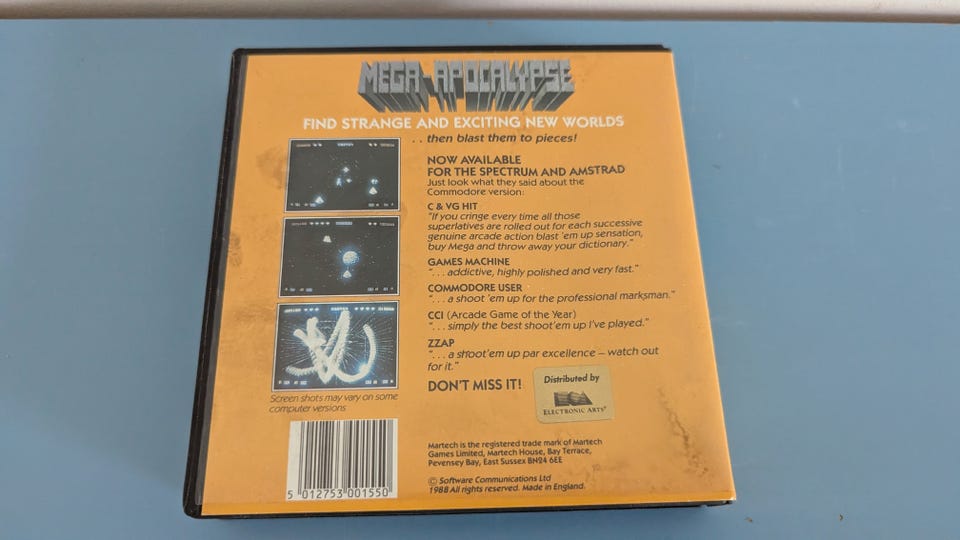 MEGA-APOCALYPSE
FIND STRANGE AND EXCITING NEW WORLDS
. . then blast them to pieces!
NOW AVAILABLE
FOR THE SPECTRUM AND AMSTRAD
Just look what they said about the
Commodore version:
C & VG HIT
"If you cringe every time all those
superlatives are rolled out for each successive
genuine arcade action blast 'em up sensation,
buy Mega and throw away your dictionary."
GAMES MACHINE
". . . addictive, highly polished and very fast."
COMMODORE USER
". . . a shoot 'em up for the professional marksman."
CCI (Arcade Game of the Year)
". . . simply the best shoot'em up I've played."
ZZAP
". . . a shoot'em up par excellence – watch out
for it."
DON'T MISS IT!
Distributed by
ELECTRONIC ARTS®
Screen shots may vary on some
computer versions
5 012753 001550
Martech is the registered trade mark of Martech
Games Limited, Martech House, Bay Terrace,
Pevensey Bay, East Sussex BN24 6EE
© Software Communications Ltd
1988 All rights reserved. Made in England.